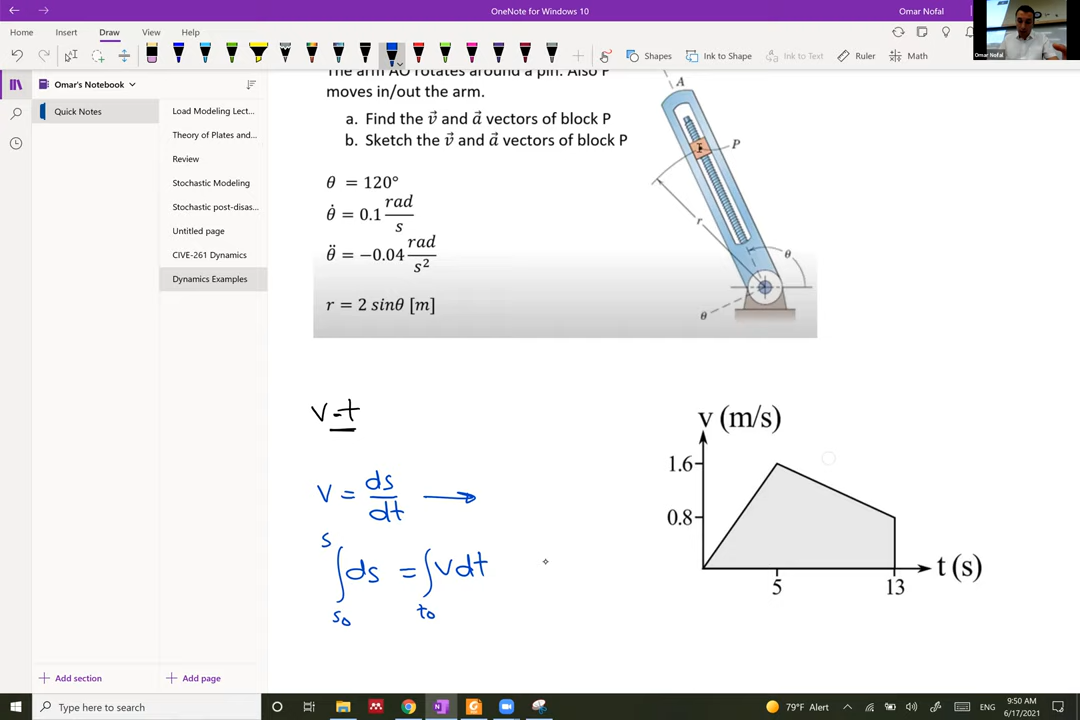 OneNote for Windows 10
Omar Nofal
Omar Nofal
Home Insert Draw View Help
Shapes Ink to Shape Ink to Text Ruler Math
Omar's Notebook
Quick Notes
Load Modeling Lect...
Theory of Plates and...
Review
Stochastic Modeling
Stochastic post-disas...
Untitled page
CIVE-261 Dynamics
Dynamics Examples
Add section
Add page
The arm AO rotates around a pin. Also P
moves in/out the arm.
a. Find the v⃗ and a⃗ vectors of block P
b. Sketch the v⃗ and a⃗ vectors of block P
θ = 120°
θ̇ = 0.1 rad/s
θ̈ = −0.04 rad/s²
r = 2 sinθ [m]
A
P
r
θ
θ
v-t
v = ds/dt →
∫ₛ₀ˢ ds = ∫ₜ₀ v dt
v (m/s)
1.6
0.8
5
13
t (s)
Type here to search
79°F Alert
ENG
9:50 AM
6/17/2021